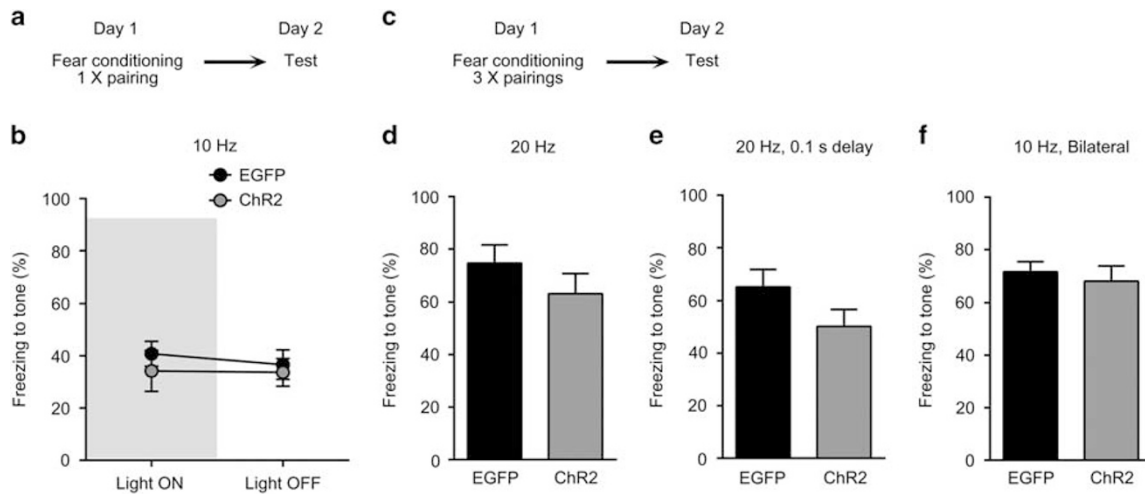 a
Day 1
Day 2
Fear conditioning
1 X pairing
Test
c
Day 1
Day 2
Fear conditioning
3 X pairings
Test
b
10 Hz
EGFP
ChR2
Freezing to tone (%)
100
80
60
40
20
0
Light ON
Light OFF
d
20 Hz
Freezing to tone (%)
100
80
60
40
20
0
EGFP
ChR2
e
20 Hz, 0.1 s delay
Freezing to tone (%)
100
80
60
40
20
0
EGFP
ChR2
f
10 Hz, Bilateral
Freezing to tone (%)
100
80
60
40
20
0
EGFP
ChR2